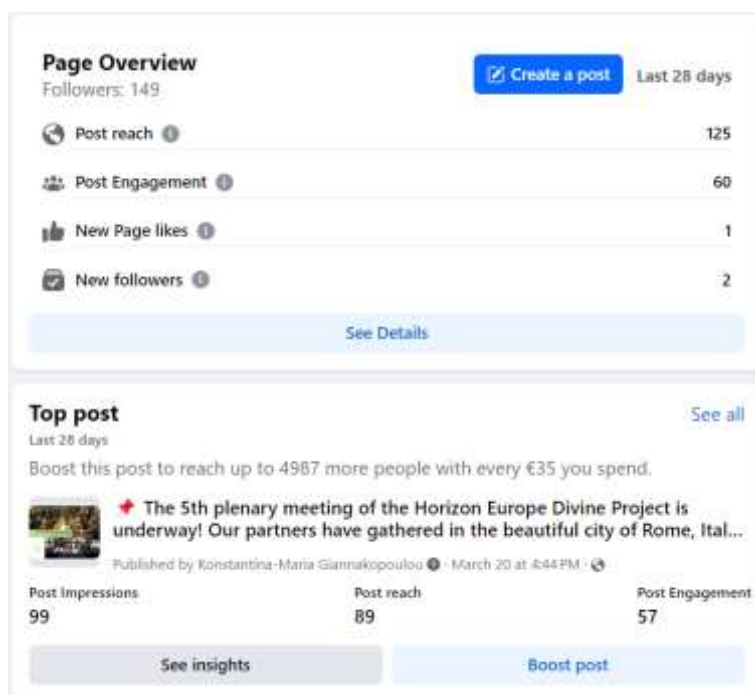 Page Overview
Followers: 149
Create a post
Last 28 days
Post reach
125
Post Engagement
60
New Page likes
1
New followers
2
See Details
Top post
See all
Last 28 days
Boost this post to reach up to 4987 more people with every €35 you spend.
📌 The 5th plenary meeting of the Horizon Europe Divine Project is
underway! Our partners have gathered in the beautiful city of Rome, Ital...
Published by Konstantina-Maria Giannakopoulou · March 20 at 4:44 PM ·
Post Impressions
Post reach
Post Engagement
99
89
57
See insights
Boost post